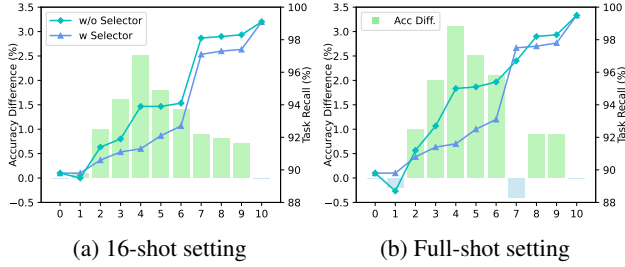 w/o Selector
w Selector
Accuracy Difference (%)
3.5
3.0
2.5
2.0
1.5
1.0
0.5
0.0
−0.5
0 1 2 3 4 5 6 7 8 9 10
100
98
96
94
92
90
88
Task Recall (%)
(a) 16-shot setting
Acc Diff.
Accuracy Difference (%)
3.5
3.0
2.5
2.0
1.5
1.0
0.5
0.0
−0.5
0 1 2 3 4 5 6 7 8 9 10
100
98
96
94
92
90
88
Task Recall (%)
(b) Full-shot setting